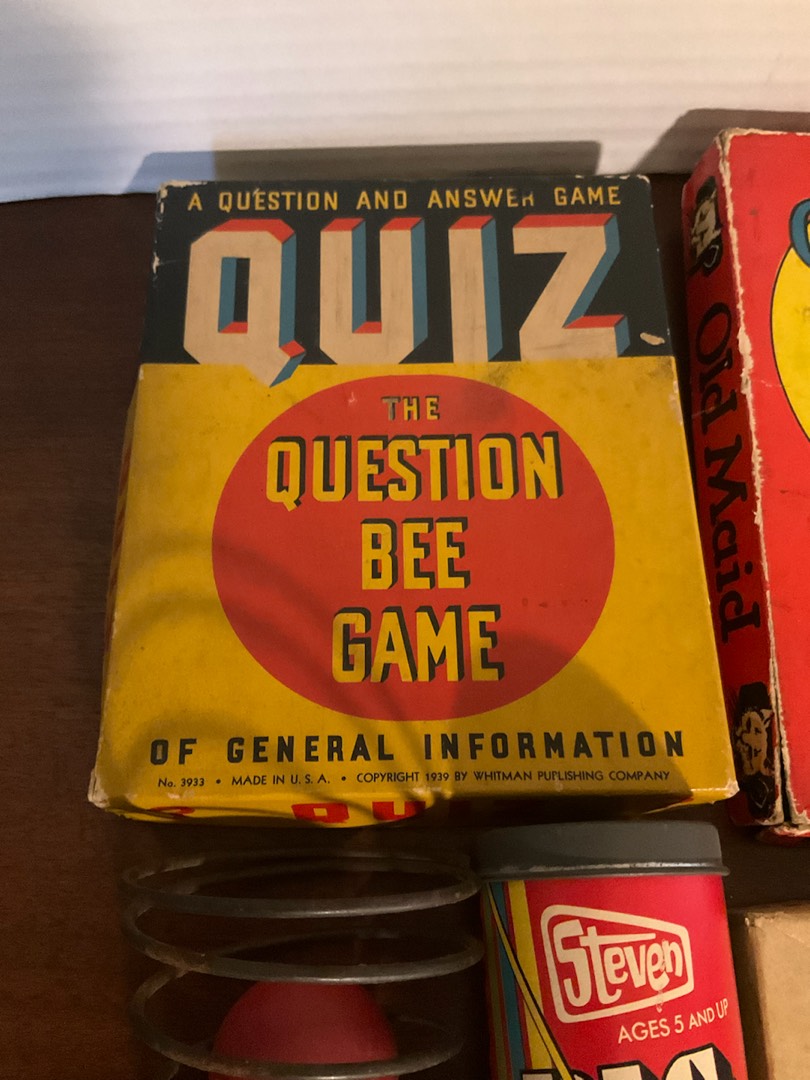 A QUESTION AND ANSWER GAME
QUIZ
THE
QUESTION
BEE
GAME
OF GENERAL INFORMATION
No. 3933 • MADE IN U. S. A. • COPYRIGHT 1939 BY WHITMAN PUBLISHING COMPANY
Old Maid
Steven
AGES 5 AND UP